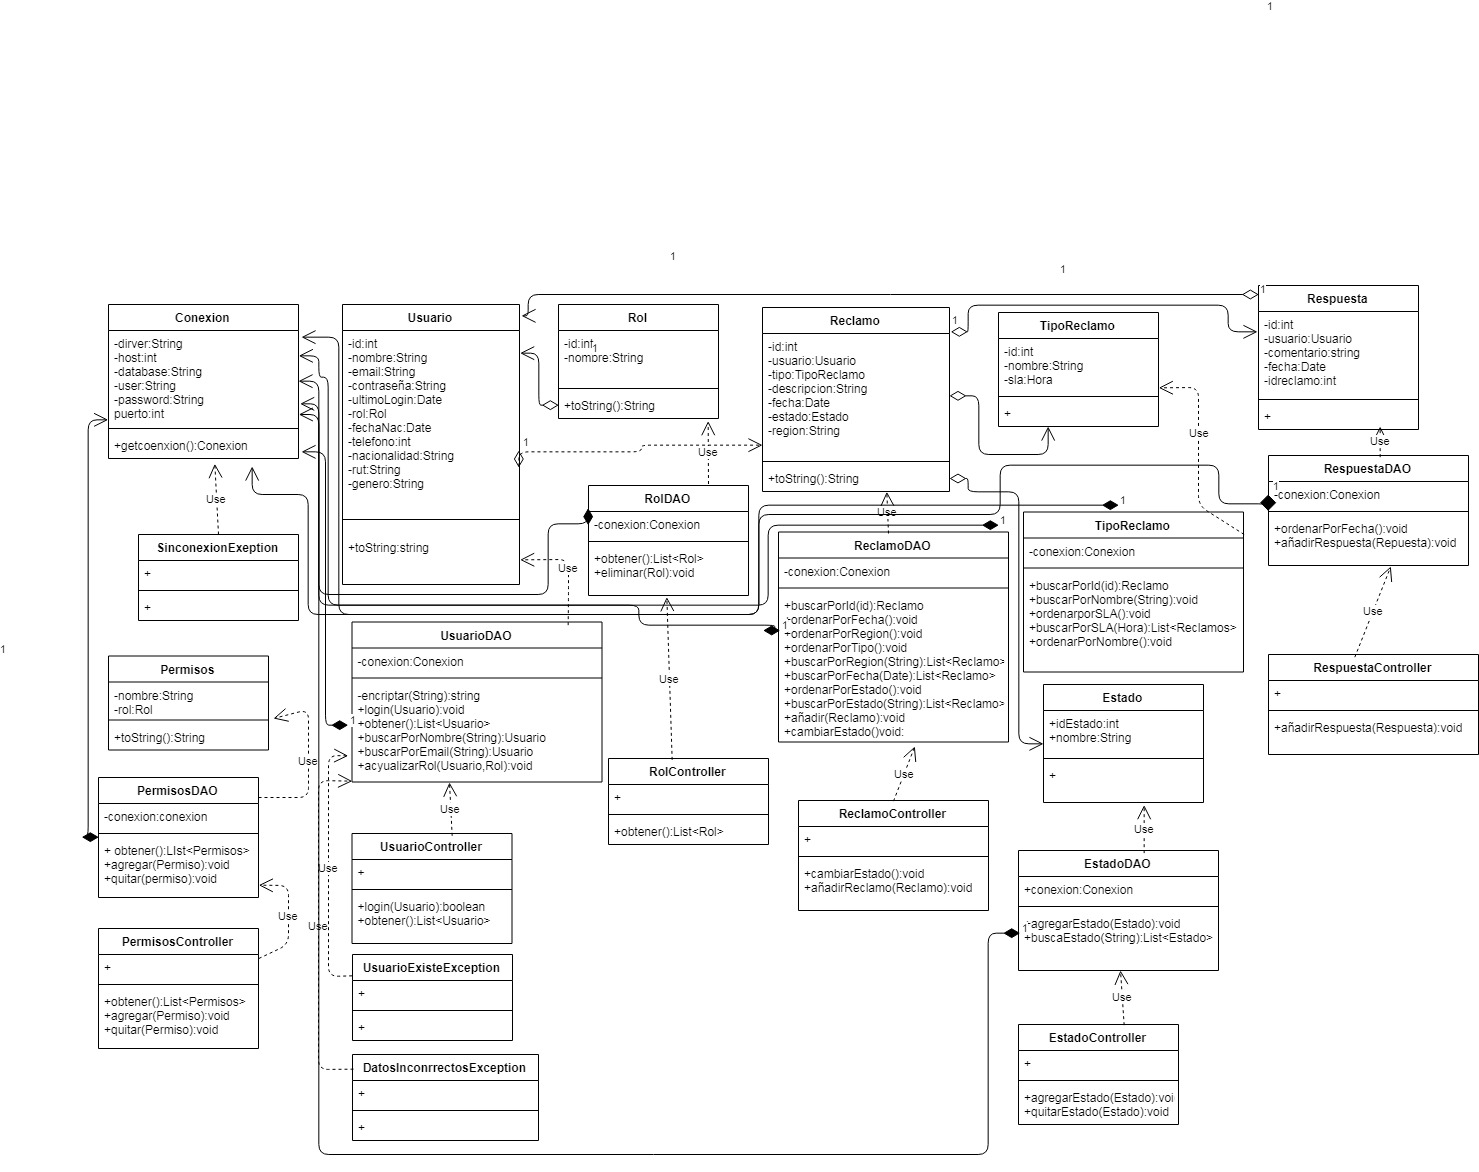 1
1
1
Conexion
-dirver:String
-host:int
-database:String
-user:String
-password:String
puerto:int
+getcoenxion():Conexion
Usuario
-id:int
-nombre:String
-email:String
-contraseña:String
-ultimoLogin:Date
-rol:Rol
-fechaNac:Date
-telefono:int
-nacionalidad:String
-rut:String
-genero:String
+toString:string
1
Rol
-id:int
1
-nombre:String
+toString():String
Reclamo
-id:int
-usuario:Usuario
-tipo:TipoReclamo
-descripcion:String
-fecha:Date
-estado:Estado
-region:String
+toString():String
1
TipoReclamo
-id:int
-nombre:String
-sla:Hora
+
1
Respuesta
-id:int
-usuario:Usuario
-comentario:string
-fecha:Date
-idreclamo:int
+
Use
Use
Use
Use
Use
Use
SinconexionExeption
+
+
RolDAO
-conexion:Conexion
+obtener():List<Rol>
+eliminar(Rol):void
1
ReclamoDAO
-conexion:Conexion
+buscarPorId(id):Reclamo
+ordenarPorFecha():void
+ordenarPorRegion():void
+ordenarPorTipo():void
+buscarPorRegion(String):List<Reclamo>
+buscarPorFecha(Date):List<Reclamo>
+ordenarPorEstado():void
+buscarPorEstado(String):List<Reclamo>
+añadir(Reclamo):void
+cambiarEstado()void:
1
1
TipoReclamo
-conexion:Conexion
+buscarPorId(id):Reclamo
+buscarPorNombre(String):void
+ordenarporSLA():void
+buscarPorSLA(Hora):List<Reclamos>
+ordenarPorNombre():void
RespuestaDAO
1
-conexion:Conexion
+ordenarPorFecha():void
+añadirRespuesta(Repuesta):void
Use
RespuestaController
+
+añadirRespuesta(Respuesta):void
1
UsuarioDAO
-conexion:Conexion
-encriptar(String):string
+login(Usuario):void
1
+obtener():List<Usuario>
+buscarPorNombre(String):Usuario
+buscarPorEmail(String):Usuario
+acyualizarRol(Usuario,Rol):void
Permisos
-nombre:String
-rol:Rol
+toString():String
Use
Use
Estado
+idEstado:int
+nombre:String
+
PermisosDAO
-conexion:conexion
+ obtener():LIst<Permisos>
+agregar(Permiso):void
+quitar(permiso):void
RolController
+
+obtener():List<Rol>
Use
Use
Use
ReclamoController
+
+cambiarEstado():void
+añadirReclamo(Reclamo):void
UsuarioController
+
+login(Usuario):boolean
+obtener():List<Usuario>
Use
Use
Use
EstadoDAO
+conexion:Conexion
1
-agregarEstado(Estado):void
+buscaEstado(String):List<Estado>
PermisosController
+
+obtener():List<Permisos>
+agregar(Permiso):void
+quitar(Permiso):void
UsuarioExisteException
+
+
Use
EstadoController
+
+agregarEstado(Estado):voi
+quitarEstado(Estado):void
DatosInconrrectosException
+
+